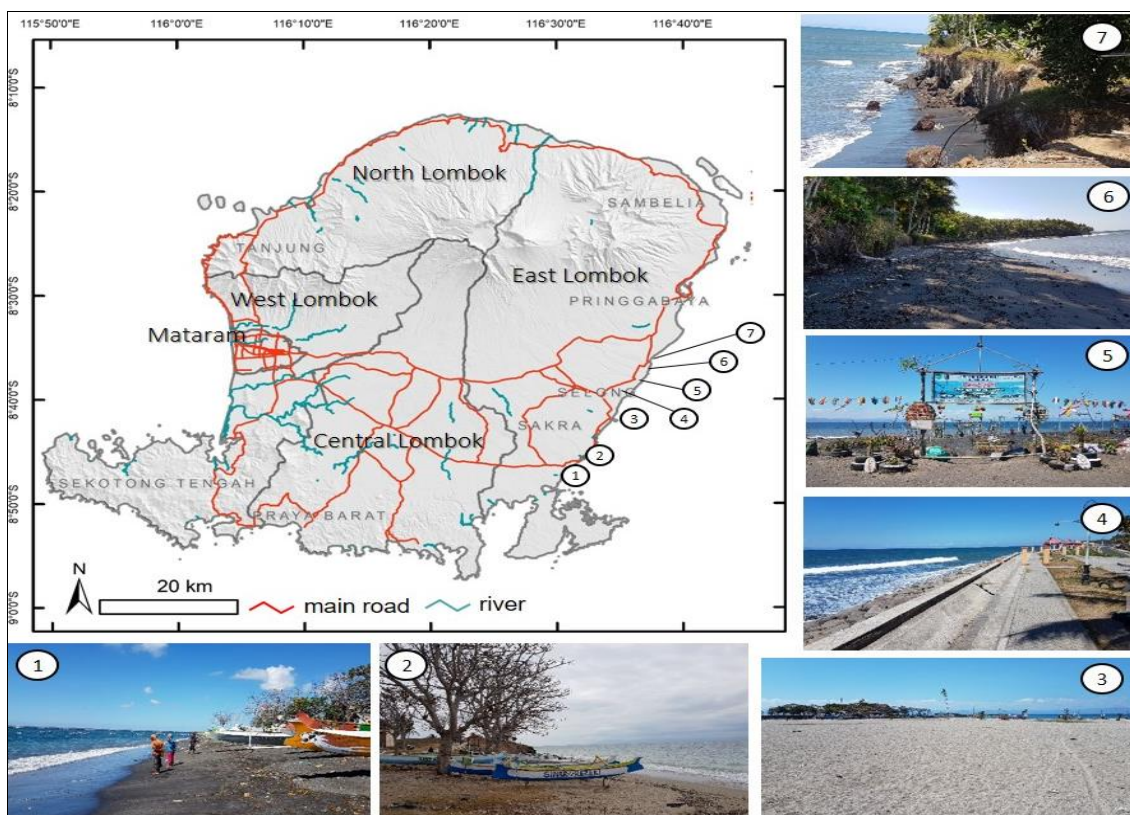 115°50'0"E 116°0'0"E 116°10'0"E 116°20'0"E 116°30'0"E 116°40'0"E
8°10'0"S
8°20'0"S
8°30'0"S
8°40'0"S
8°50'0"S
9°0'0"S
North Lombok
SAMBELIA
TANJUNG
East Lombok
West Lombok
PRINGGABAYA
Mataram
7
6
5
SELONG
4
3
SAKRA
Central Lombok
2
SEKOTONG TENGAH
1
PRAYA BARAT
N
20 km
main road
river
7
6
5
4
1
2
3